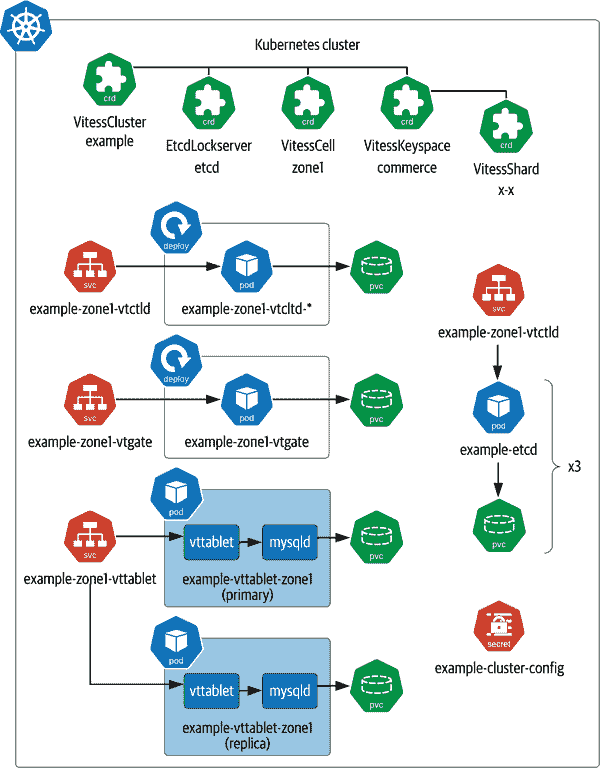 Kubernetes cluster
crd
crd
crd
crd
crd
VitessCluster
example
EtcdLockserver
etcd
VitessCell
zone1
VitessKeyspace
commerce
VitessShard
x-x
deploy
svc
pod
pvc
example-zone1-vtctld
example-zone1-vtcltd-*
svc
example-zone1-vtctld
deploy
svc
pod
pvc
example-zone1-vtgate
example-zone1-vtgate
pod
example-etcd
x3
pvc
pod
svc
vttablet
mysqld
pvc
example-zone1-vttablet
example-vttablet-zone1
(primary)
secret
example-cluster-config
pod
vttablet
mysqld
pvc
example-vttablet-zone1
(replica)